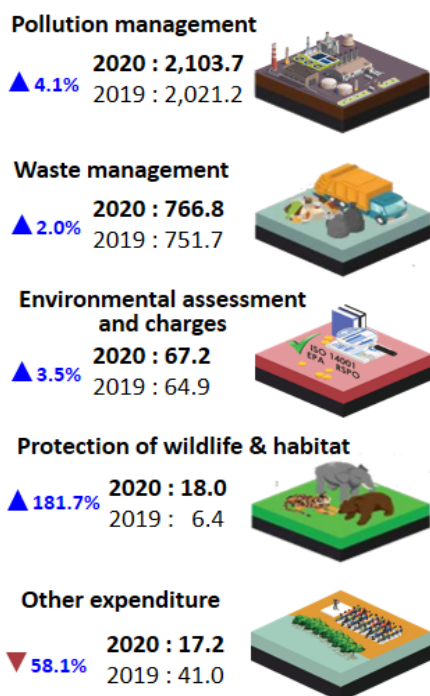 Pollution management
2020 : 2,103.7
▲ 4.1%
2019 : 2,021.2
Waste management
2020 : 766.8
▲ 2.0%
2019 : 751.7
Environmental assessment
and charges
2020 : 67.2
▲ 3.5%
2019 : 64.9
ISO 14001
EPA RSPO
Protection of wildlife & habitat
2020 : 18.0
▲ 181.7%
2019 : 6.4
Other expenditure
2020 : 17.2
▼ 58.1%
2019 : 41.0